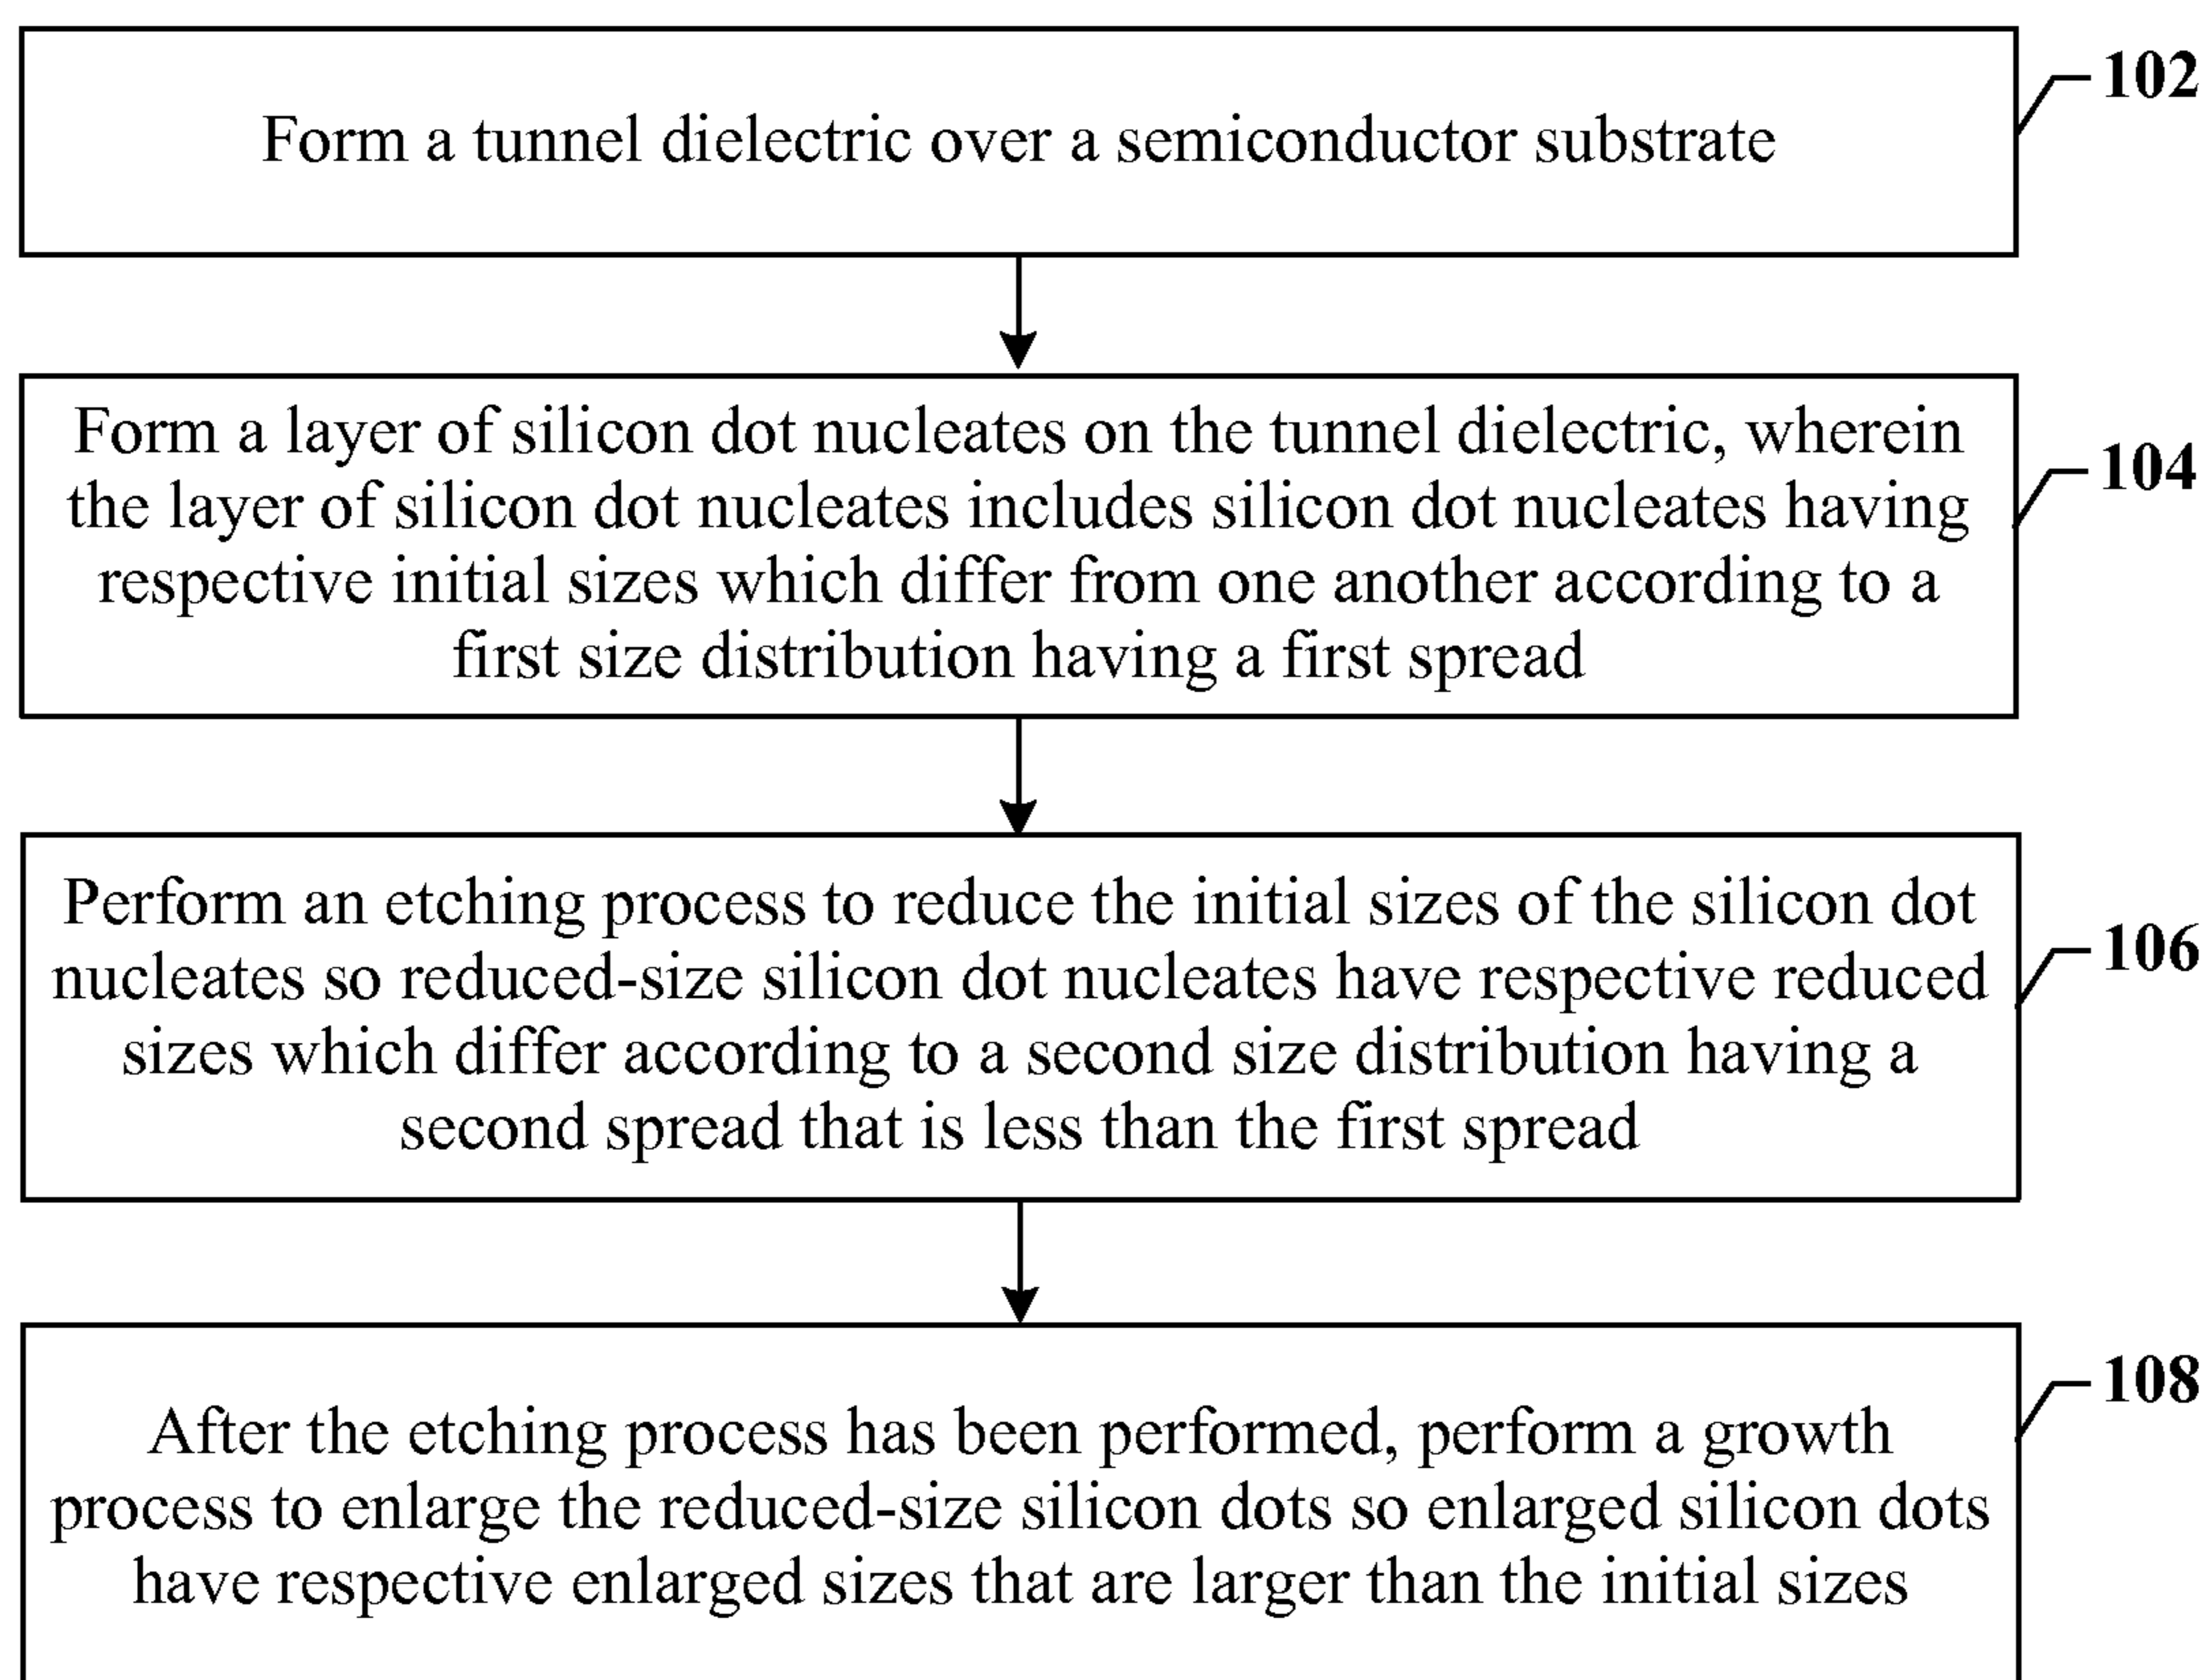 102
Form a tunnel dielectric over a semiconductor substrate
104
Form a layer of silicon dot nucleates on the tunnel dielectric, wherein
the layer of silicon dot nucleates includes silicon dot nucleates having
respective initial sizes which differ from one another according to a
first size distribution having a first spread
106
Perform an etching process to reduce the initial sizes of the silicon dot
nucleates so reduced-size silicon dot nucleates have respective reduced
sizes which differ according to a second size distribution having a
second spread that is less than the first spread
108
After the etching process has been performed, perform a growth
process to enlarge the reduced-size silicon dots so enlarged silicon dots
have respective enlarged sizes that are larger than the initial sizes